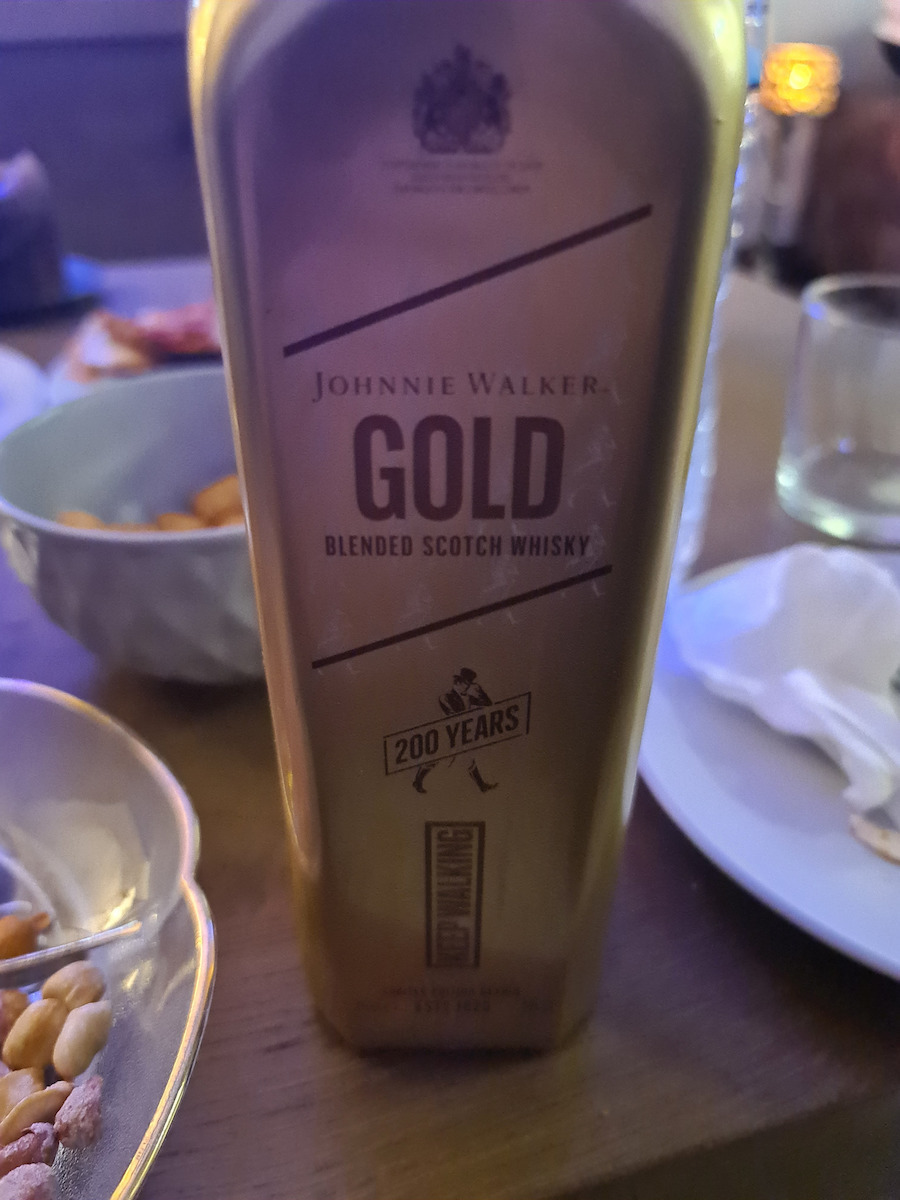 JOHNNIE WALKER
GOLD
BLENDED SCOTCH WHISKY
200 YEARS
KEEP WALKING